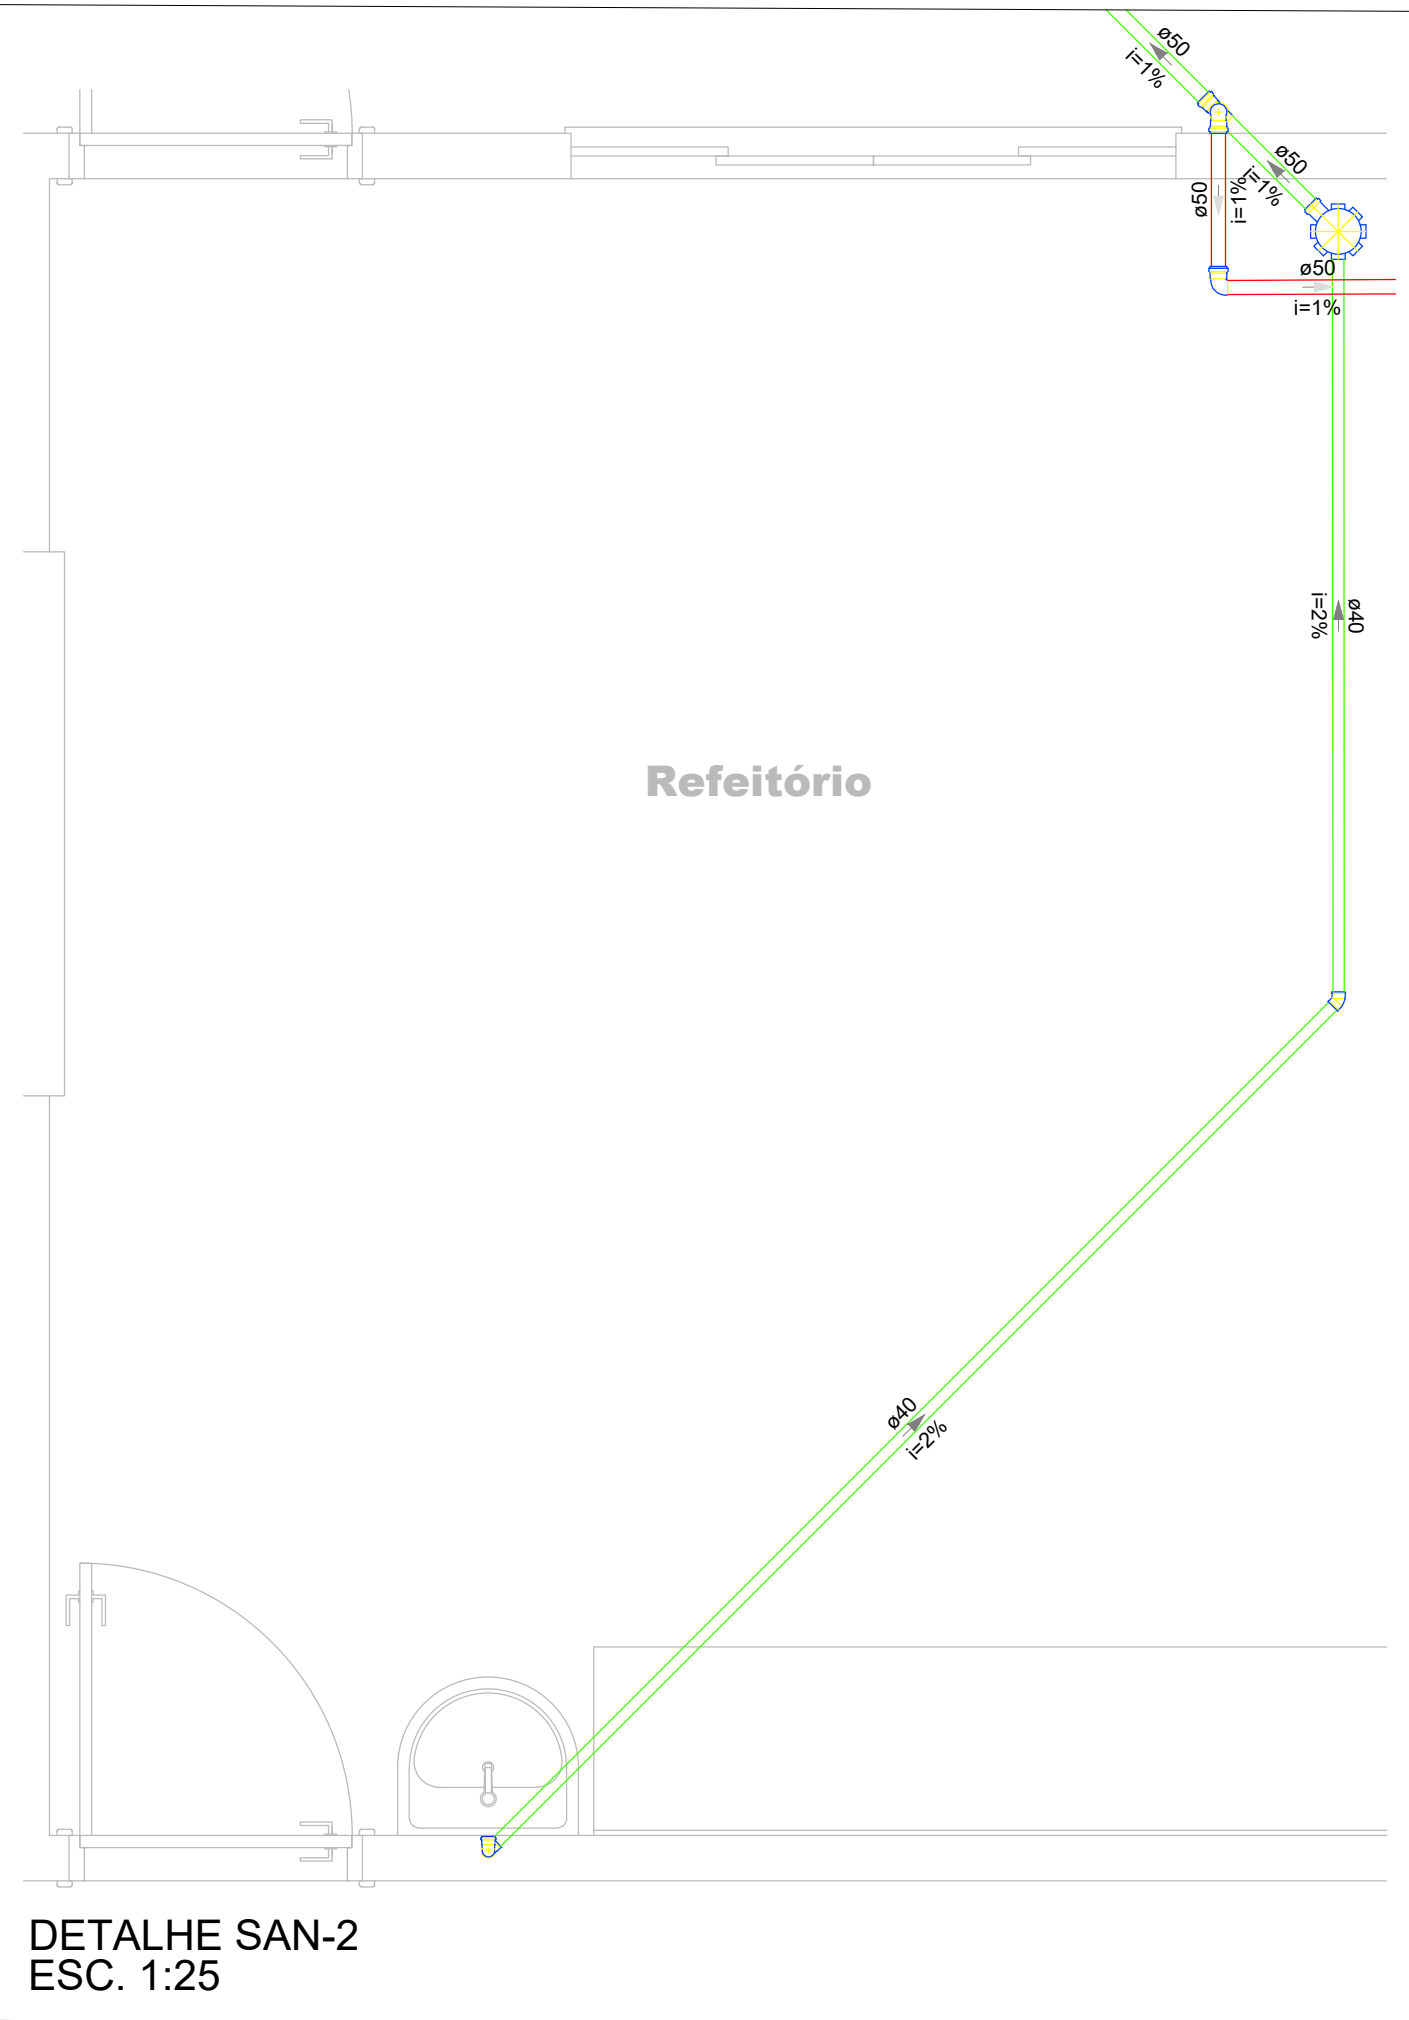 ø50
i=1%
ø50
i=1%
ø50
i=1%
ø50
i=1%
ø40
i=2%
Refeitório
ø40
i=2%
DETALHE SAN-2
ESC. 1:25